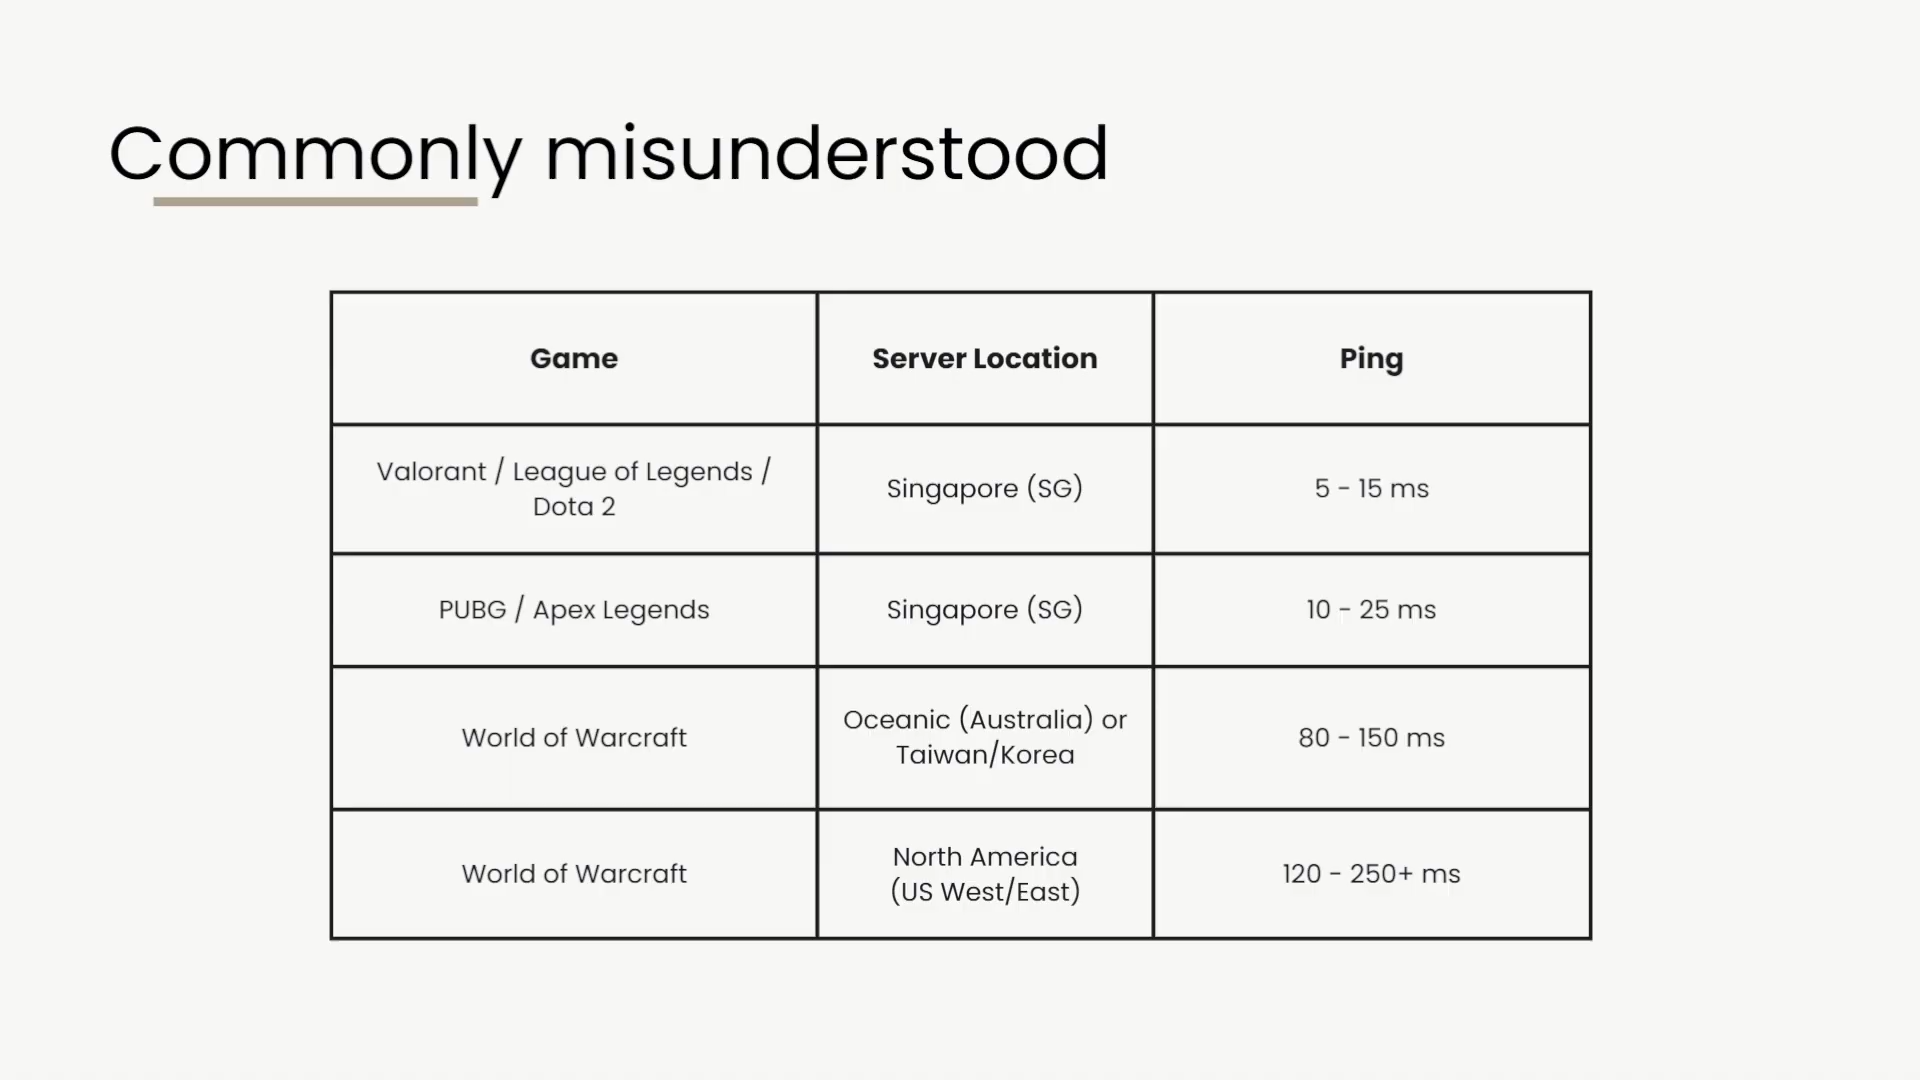 Commonly misunderstood
Game
Server Location
Ping
Valorant / League of Legends /
Dota 2
Singapore (SG)
5 - 15 ms
PUBG / Apex Legends
Singapore (SG)
10 - 25 ms
World of Warcraft
Oceanic (Australia) or
Taiwan/Korea
80 - 150 ms
World of Warcraft
North America
(US West/East)
120 - 250+ ms